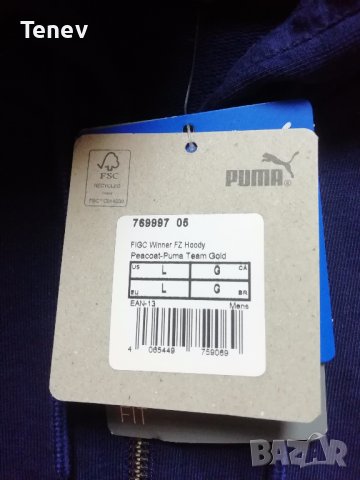 Tenev
FSC
RECYCLED
PUMA
769997 05
FIGC Winner FZ Hoody
Peacoat-Puma Team Gold
US L G CA
EU L G BR
EAN-13 Mens
4 065449 759069
BAZAR